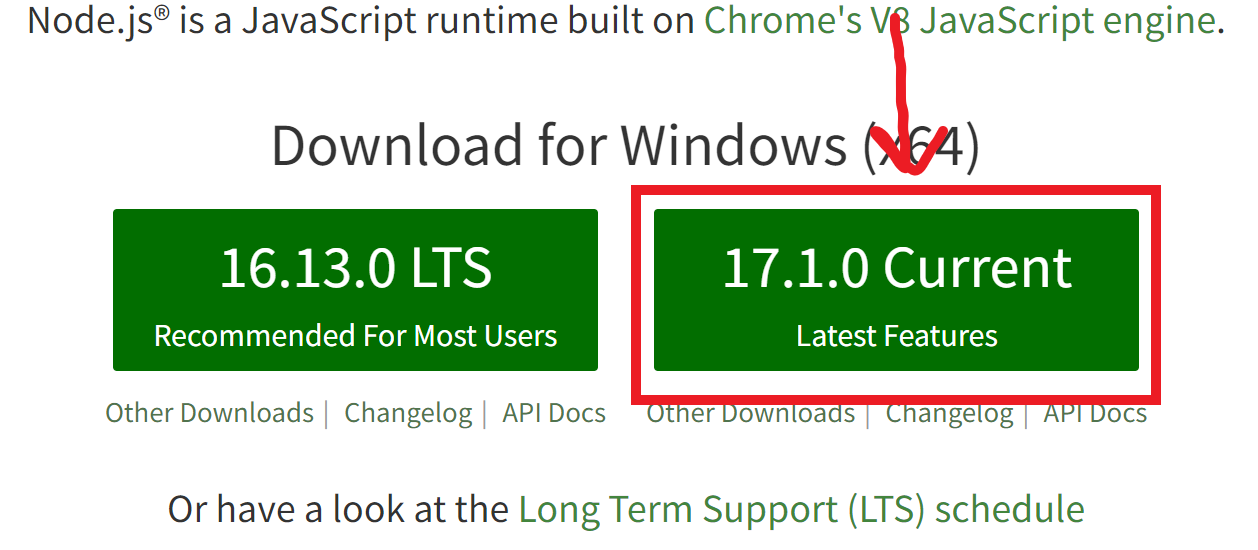 Node.js® is a JavaScript runtime built on Chrome's V8 JavaScript engine.
Download for Windows (x64)
16.13.0 LTS
Recommended For Most Users
17.1.0 Current
Latest Features
Other Downloads | Changelog | API Docs
Other Downloads | Changelog | API Docs
Or have a look at the Long Term Support (LTS) schedule